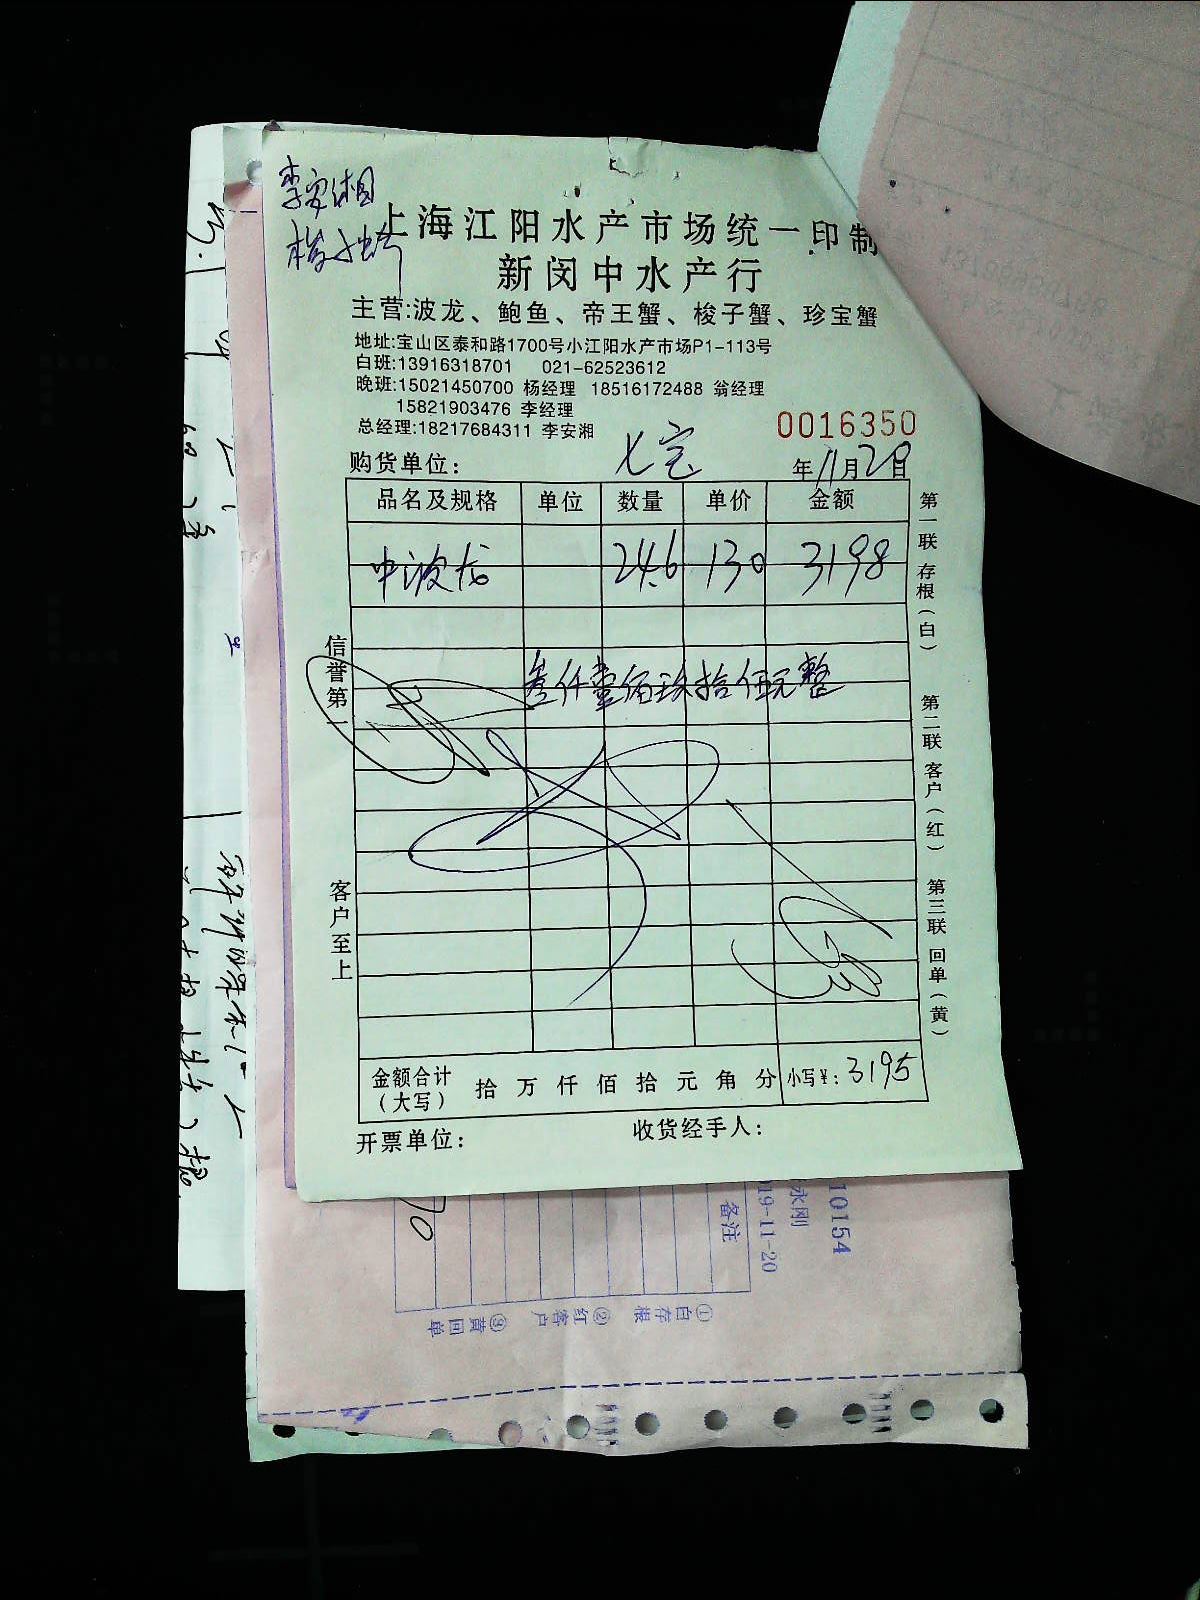 李安湘
梭子蟹
上海江阳水产市场统一印制
新闵中水产行
主营:波龙、鲍鱼、帝王蟹、梭子蟹、珍宝蟹
地址:宝山区泰和路1700号小江阳水产市场P1-113号
白班:13916318701 021-62523612
晚班:15021450700 杨经理 18516172488 翁经理
15821903476 李经理
总经理:18217684311 李安湘
0016350
购货单位: 七宝 年11月20日
品名及规格 单位 数量 单价 金额
中波龙 24.6 130 3198
叁仟壹佰玖拾伍元整
信誉第一
客户至上
第一联 存根(白)
第二联 客户(红)
第三联 回单(黄)
金额合计(大写) 拾 万 仟 佰 拾 元 角 分 小写¥: 3195
开票单位: 收货经手人:
10154
永刚
19-11-20
备注
①白存根 ②红客户 ③黄回单